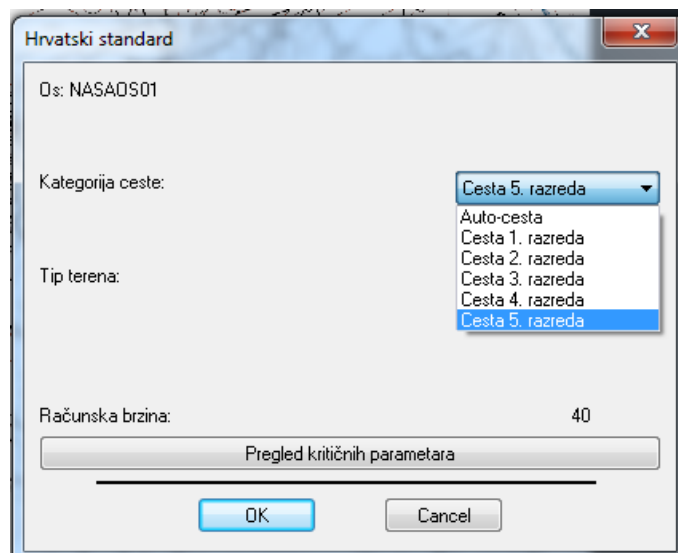 Hrvatski standard
Os: NASAOS01
Kategorija ceste:
Cesta 5. razreda
Auto-cesta
Cesta 1. razreda
Cesta 2. razreda
Cesta 3. razreda
Cesta 4. razreda
Cesta 5. razreda
Tip terena:
Računska brzina: 40
Pregled kritičnih parametara
OK Cancel